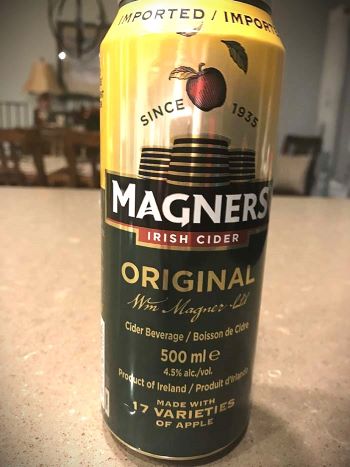 IMPORTED / IMPORT
SINCE 1935
MAGNERS
IRISH CIDER
ORIGINAL
Wm Magner Ltd
Cider Beverage / Boisson de Cidre
500 ml e
4.5% alc./vol.
Product of Ireland / Produit d'Irlande
MADE WITH
17 VARIETIES
OF APPLE